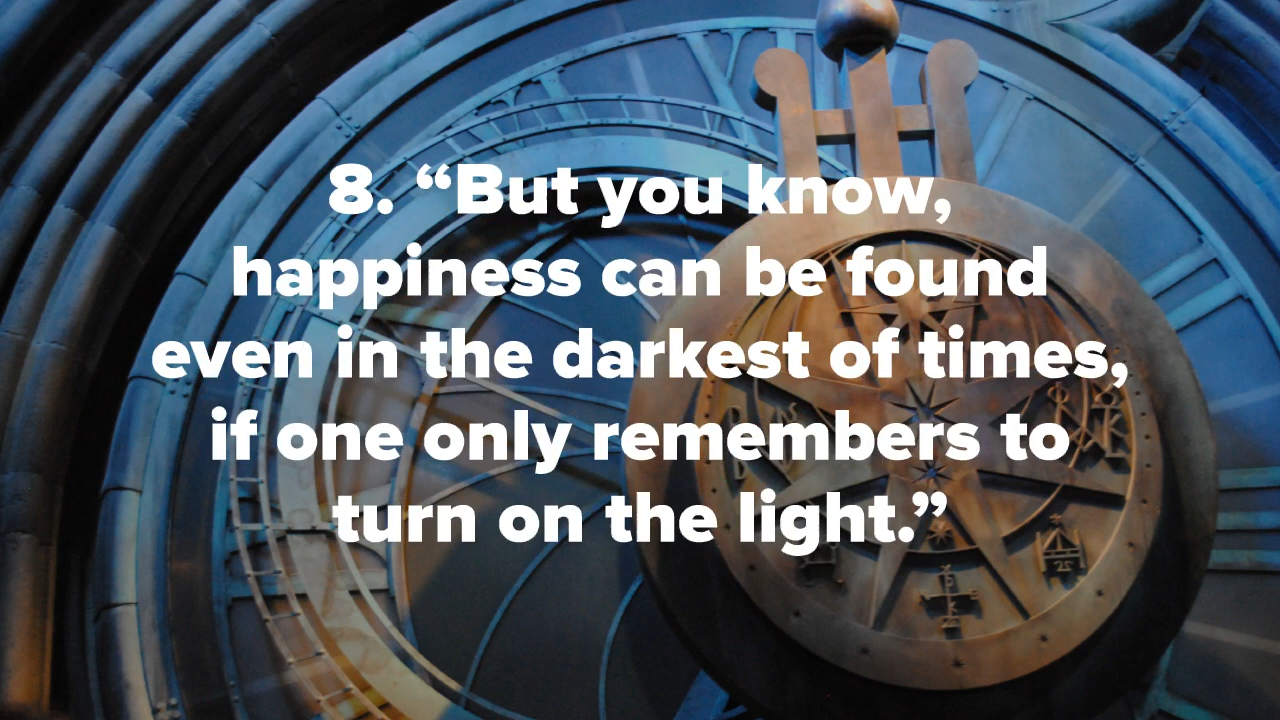 8. “But you know,
happiness can be found
even in the darkest of times,
if one only remembers to
turn on the light.”